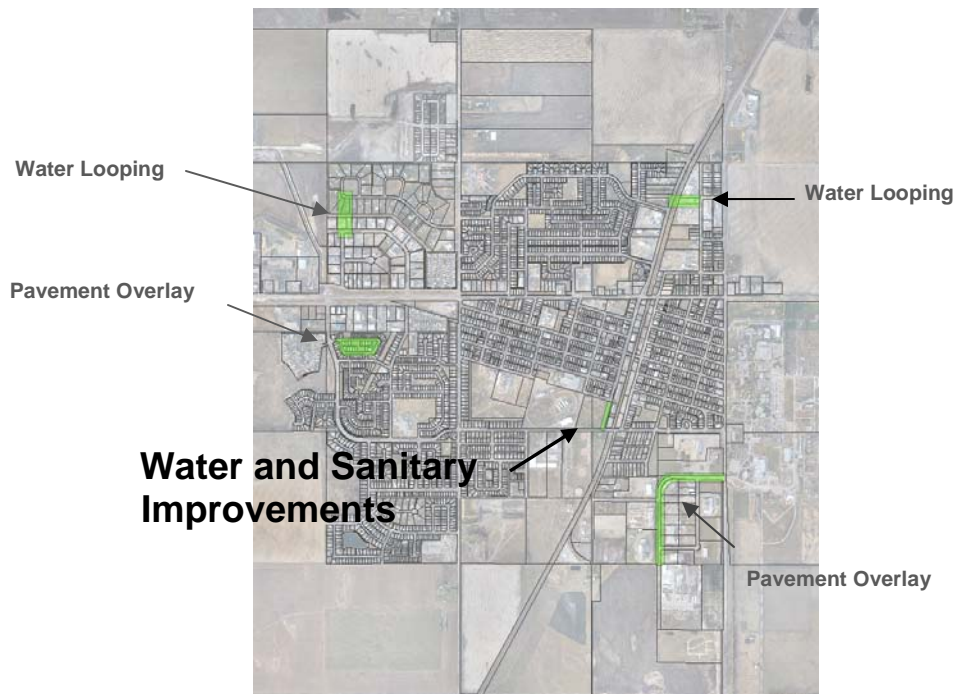 Water Looping
Water Looping
Pavement Overlay
Water and Sanitary
Improvements
Pavement Overlay